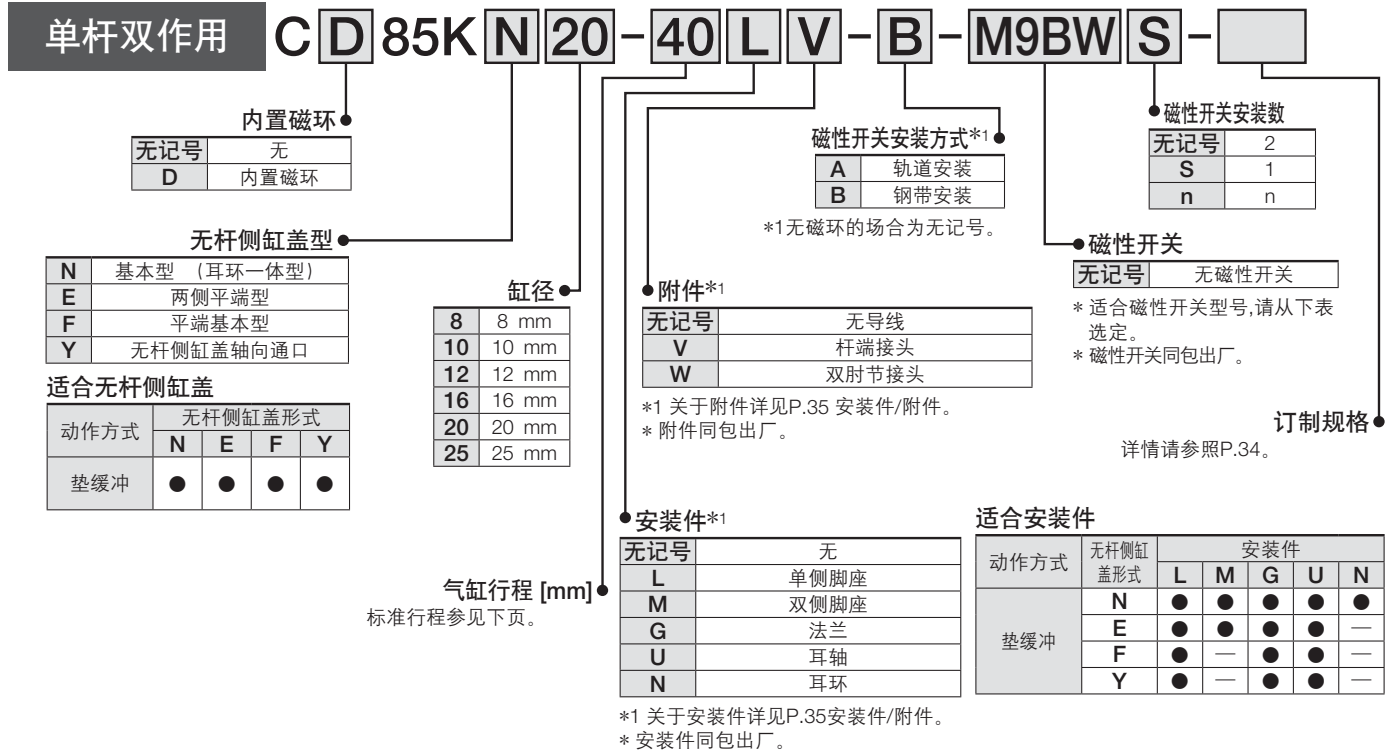 单杆双作用 CD85KN20-40LV-B-M9BWS-
内置磁环
无记号 无
D 内置磁环
无杆侧缸盖型
N 基本型 （耳环一体型）
E 两侧平端型
F 平端基本型
Y 无杆侧缸盖轴向通口
适合无杆侧缸盖
动作方式 无杆侧缸盖形式
N E F Y
垫缓冲 ● ● ● ●
缸径
8 8 mm
10 10 mm
12 12 mm
16 16 mm
20 20 mm
25 25 mm
气缸行程 [mm]
标准行程参见下页。
附件*1
无记号 无导线
V 杆端接头
W 双肘节接头
*1 关于附件详见P.35 安装件/附件。
* 附件同包出厂。
安装件*1
无记号 无
L 单侧脚座
M 双侧脚座
G 法兰
U 耳轴
N 耳环
*1 关于安装件详见P.35安装件/附件。
* 安装件同包出厂。
磁性开关安装方式*1
A 轨道安装
B 钢带安装
*1无磁环的场合为无记号。
磁性开关安装数
无记号 2
S 1
n n
磁性开关
无记号 无磁性开关
* 适合磁性开关型号,请从下表
选定。
* 磁性开关同包出厂。
订制规格
详情请参照P.34。
适合安装件
动作方式 无杆侧缸
盖形式 安装件
L M G U N
垫缓冲 N ● ● ● ● ●
E ● ● ● ● —
F ● — ● ● —
Y ● — ● ● —